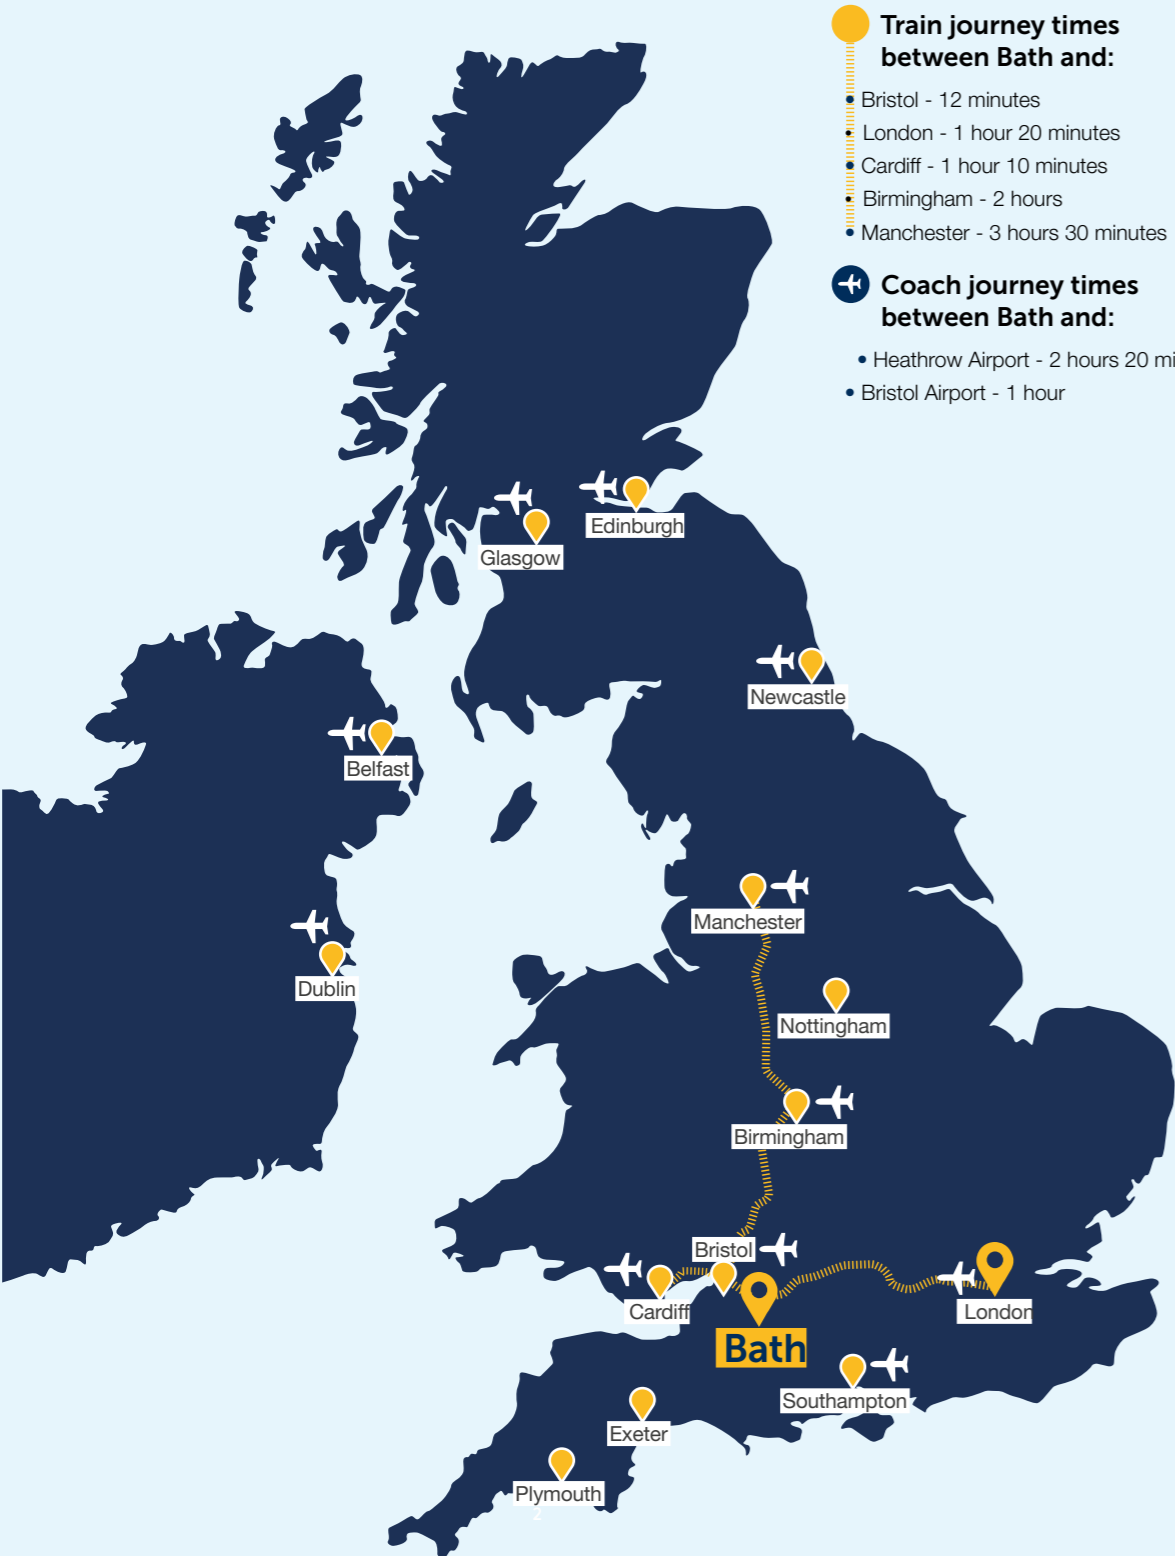 Train journey times
between Bath and:
Bristol - 12 minutes
London - 1 hour 20 minutes
Cardiff - 1 hour 10 minutes
Birmingham - 2 hours
Manchester - 3 hours 30 minutes
Coach journey times
between Bath and:
Heathrow Airport - 2 hours 20 mi
Bristol Airport - 1 hour
Edinburgh
Glasgow
Newcastle
Belfast
Manchester
Dublin
Nottingham
Birmingham
Bristol
Cardiff
London
Bath
Southampton
Exeter
Plymouth
2